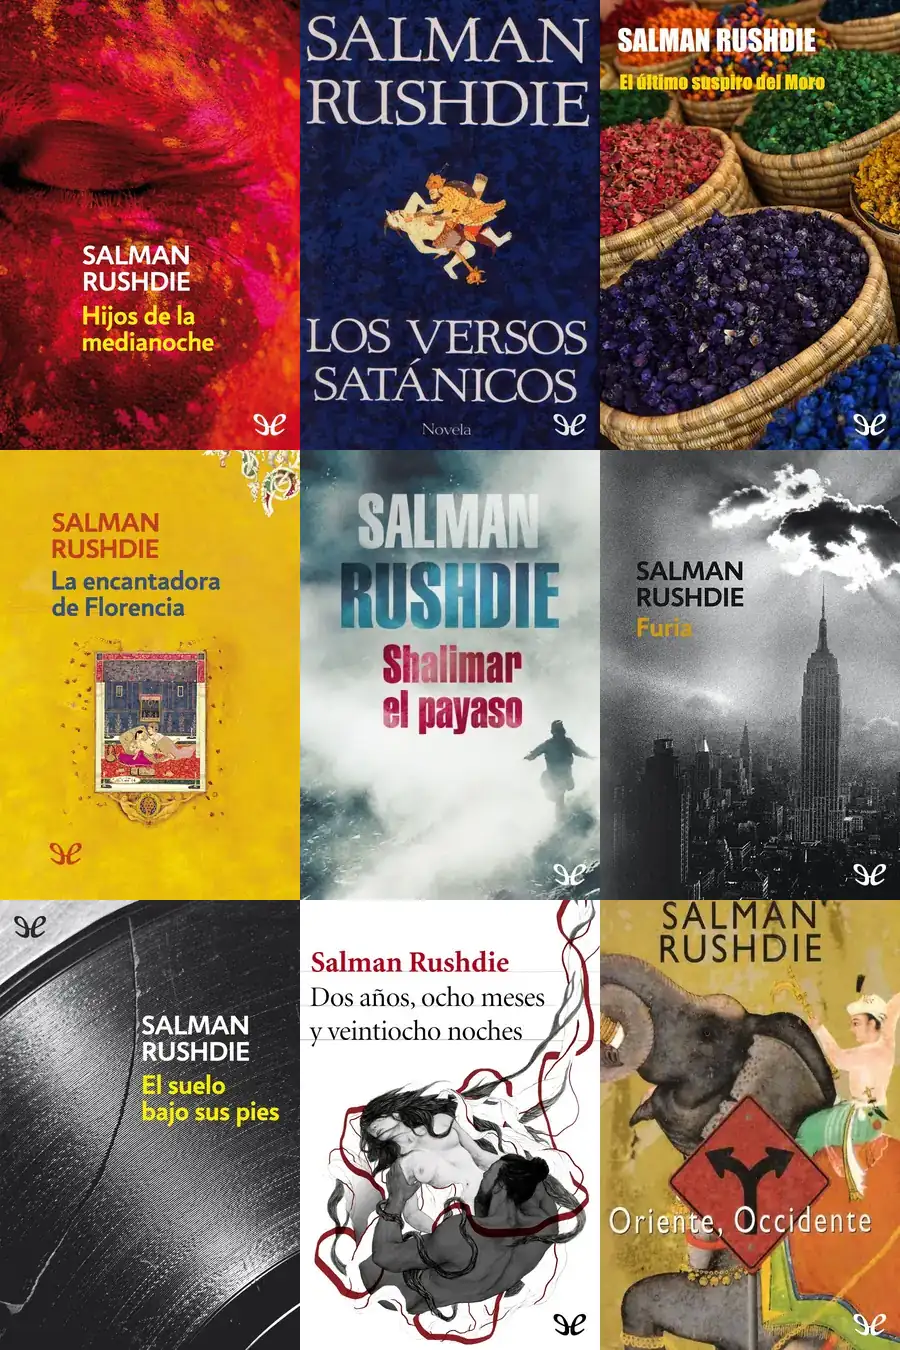 SALMAN
RUSHDIE
Hijos de la
medianoche
SALMAN
RUSHDIE
LOS VERSOS
SATÁNICOS
Novela
SALMAN RUSHDIE
El último suspiro del Moro
SALMAN
RUSHDIE
La encantadora
de Florencia
SALMAN
RUSHDIE
Shalimar
el payaso
SALMAN
RUSHDIE
Furia
SALMAN
RUSHDIE
El suelo
bajo sus pies
Salman Rushdie
Dos años, ocho meses
y veintiocho noches
SALMAN
RUSHDIE
Oriente, Occidente